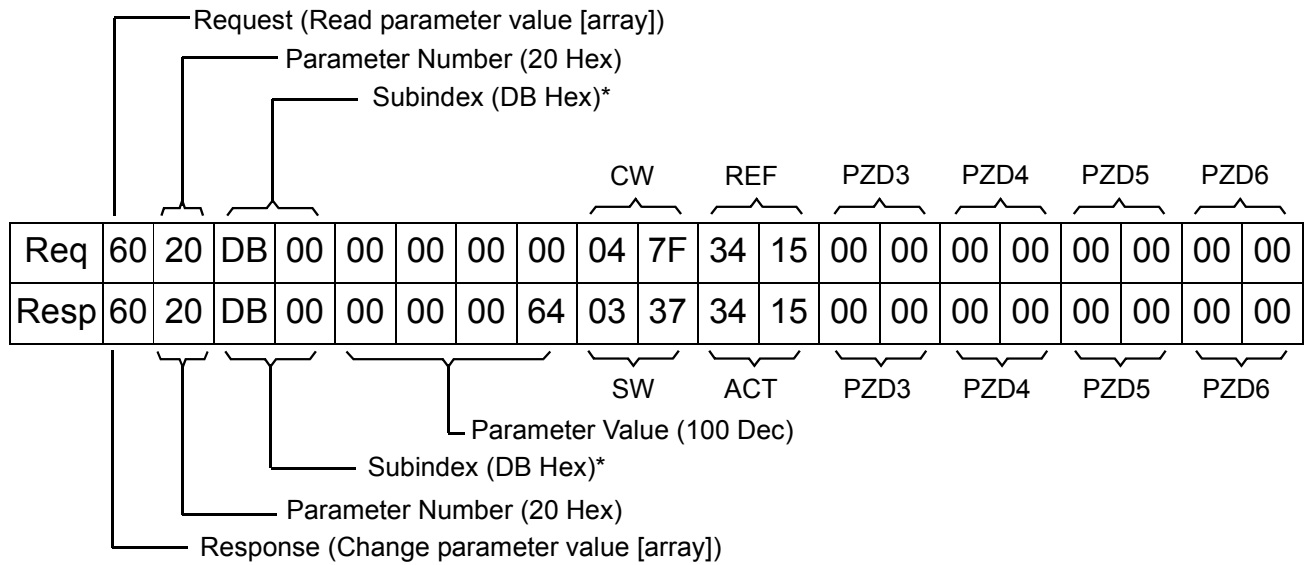 Request (Read parameter value [array])
Parameter Number (20 Hex)
Subindex (DB Hex)*
CW REF PZD3 PZD4 PZD5 PZD6
Req 60 20 DB 00 00 00 00 00 04 7F 34 15 00 00 00 00 00 00 00 00
Resp 60 20 DB 00 00 00 00 64 03 37 34 15 00 00 00 00 00 00 00 00
SW ACT PZD3 PZD4 PZD5 PZD6
Parameter Value (100 Dec)
Subindex (DB Hex)*
Parameter Number (20 Hex)
Response (Change parameter value [array])